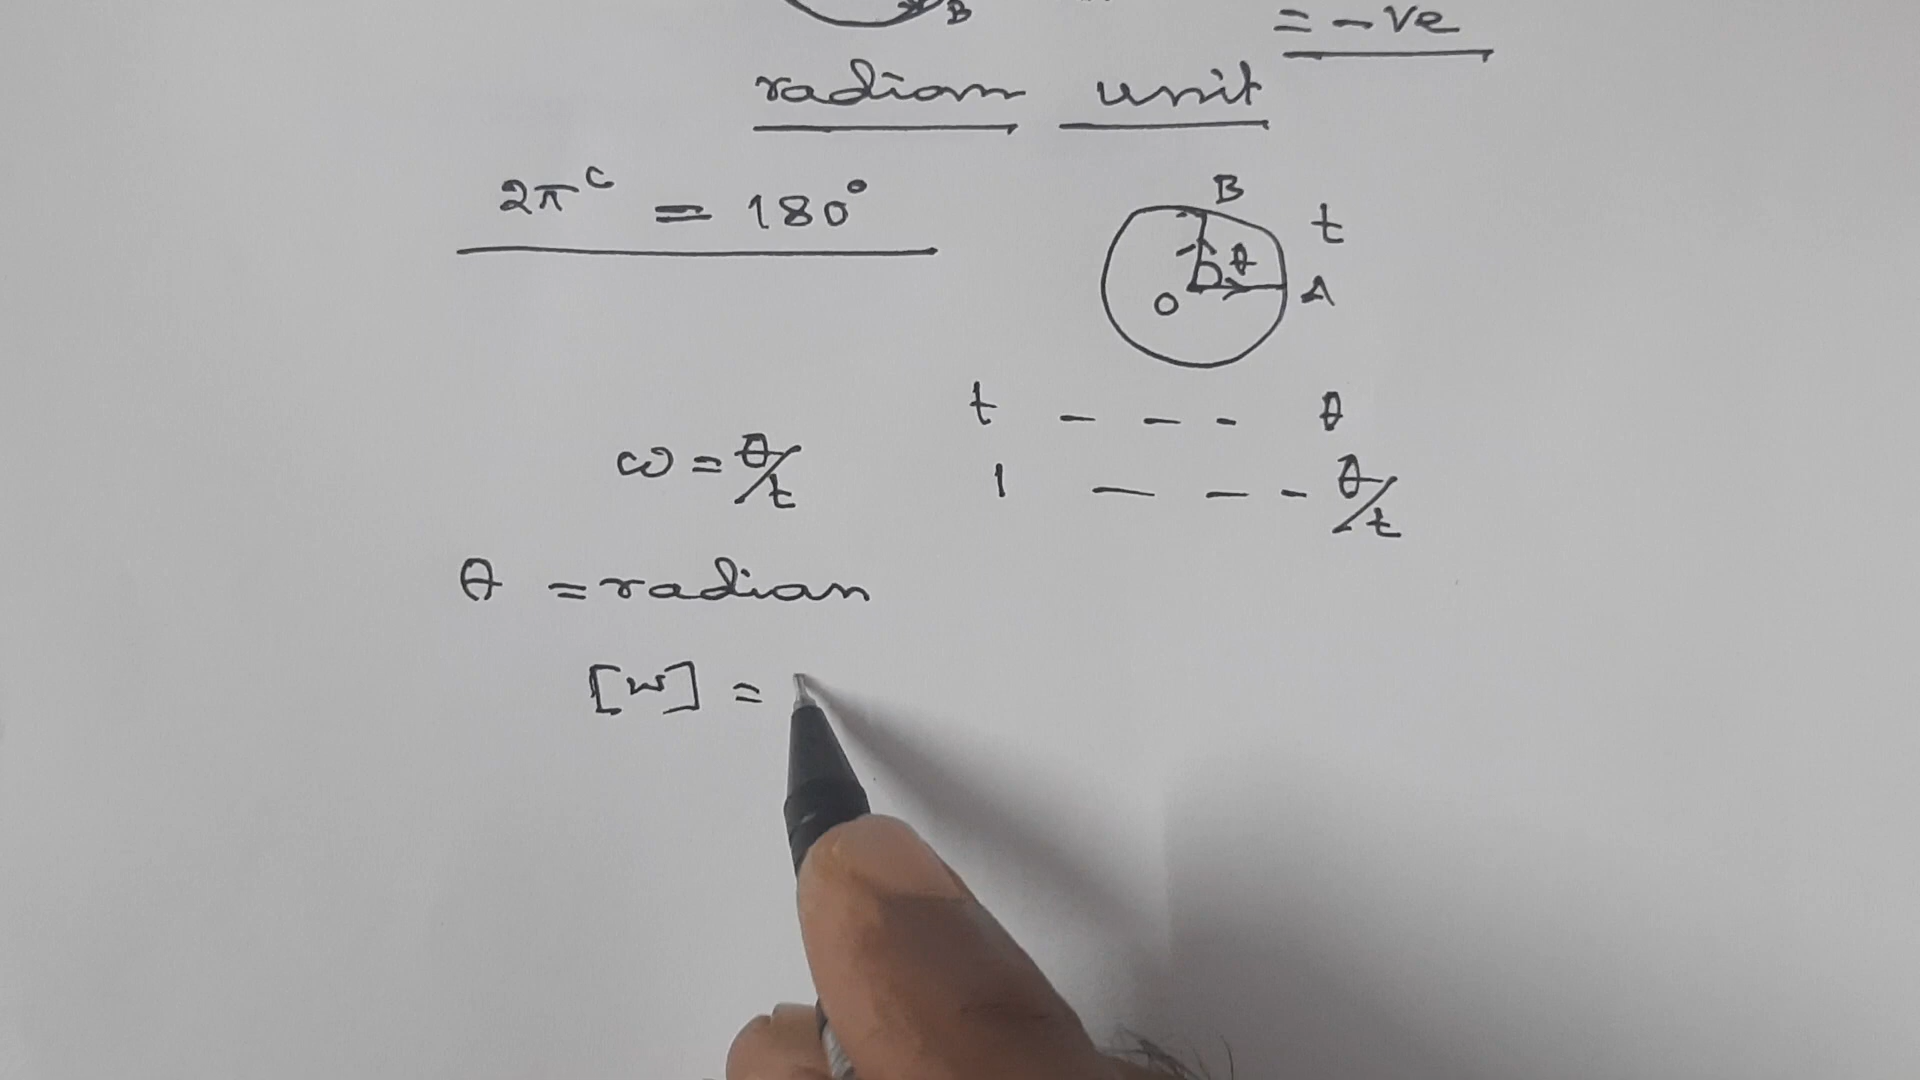 B
= -ve
radian unit
2π^c = 180°
B
t
θ
O
A
t - - - θ
ω = θ/t
1 - - - θ/t
θ = radian
[w] =